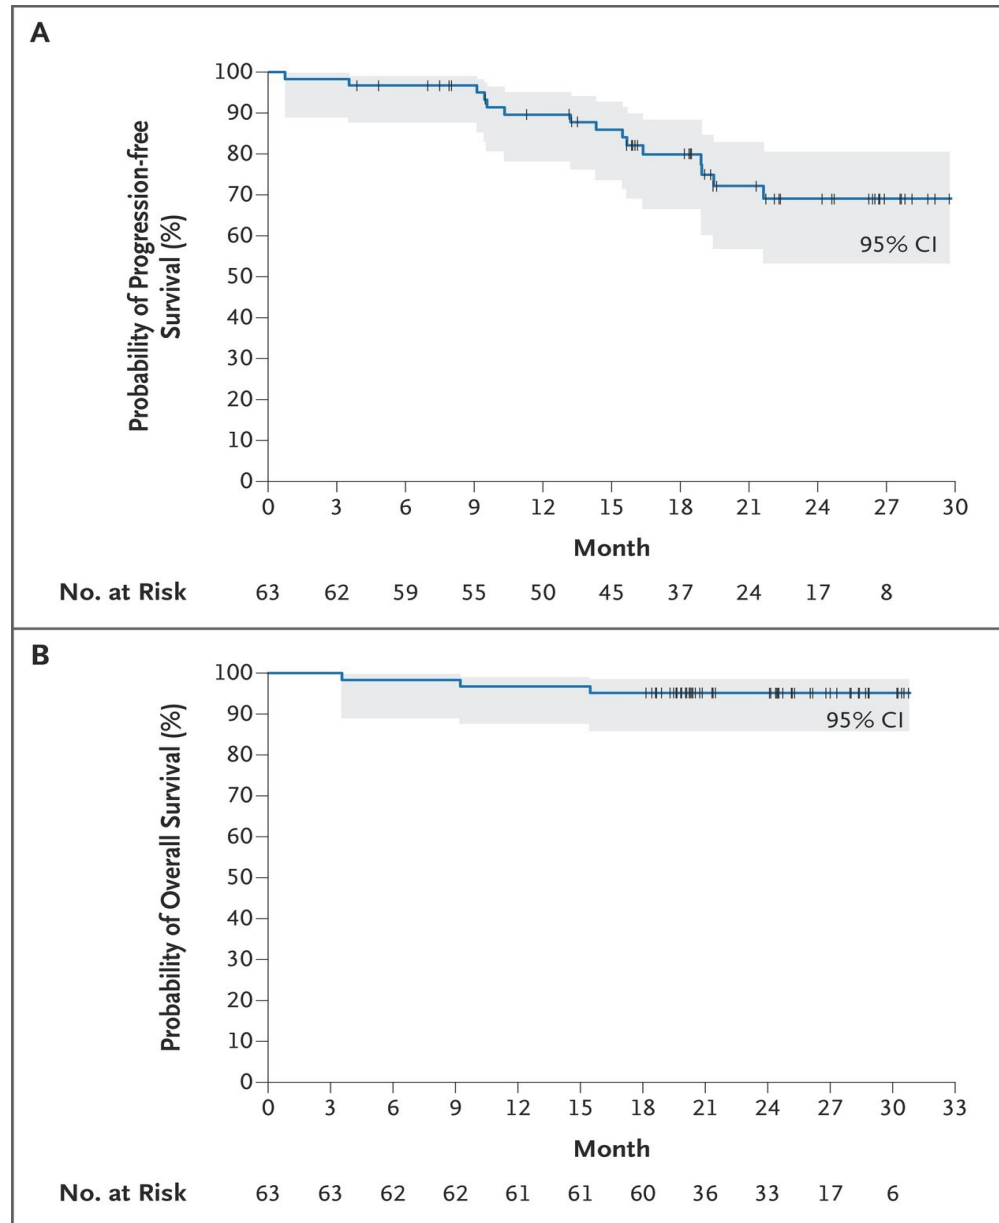 A
100
90
80
70
60
50
40
30
20
10
0
Probability of Progression-free
Survival (%)
95% CI
0 3 6 9 12 15 18 21 24 27 30
Month
No. at Risk 63 62 59 55 50 45 37 24 17 8
B
100
90
80
70
60
50
40
30
20
10
0
Probability of Overall Survival (%)
95% CI
0 3 6 9 12 15 18 21 24 27 30 33
Month
No. at Risk 63 63 62 62 61 61 60 36 33 17 6